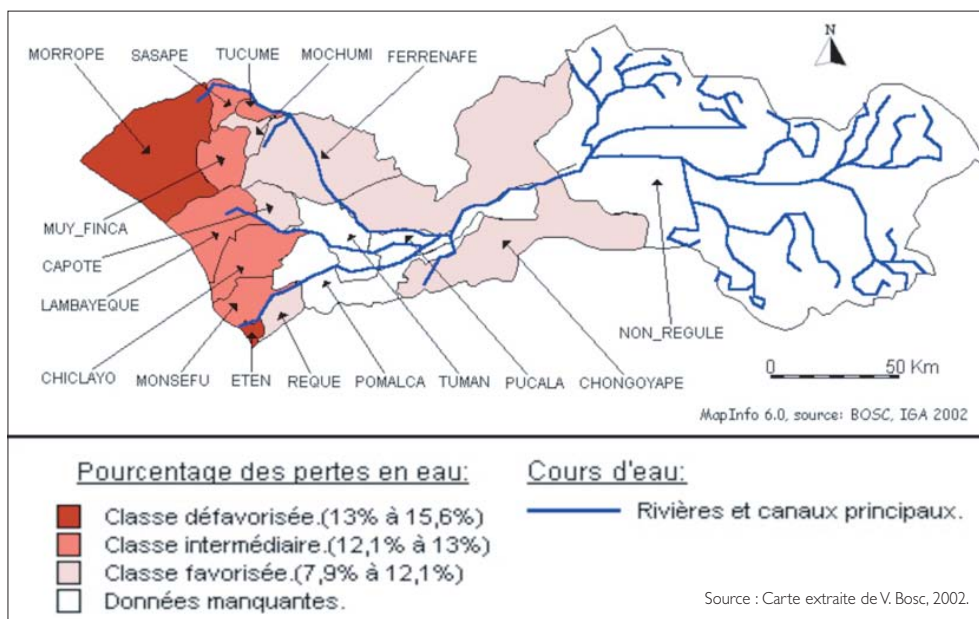 N
MORROPE
SASAPE
TUCUME
MOCHUMI
FERRENAFE
MUY_FINCA
CAPOTE
LAMBAYEQUE
CHICLAYO
MONSEFU
ETEN
REQUE
POMALCA
TUMAN
PUCALA
CHONGOYAPE
NON_REGULE
0 50 Km
MapInfo 6.0, source: BOSC, IGA 2002
Pourcentage des pertes en eau:
Classe défavorisée.(13% à 15,6%)
Classe intermédiaire.(12,1% à 13%)
Classe favorisée.(7,9% à 12,1%)
Données manquantes.
Cours d'eau:
Rivières et canaux principaux.
Source : Carte extraite de V. Bosc, 2002.